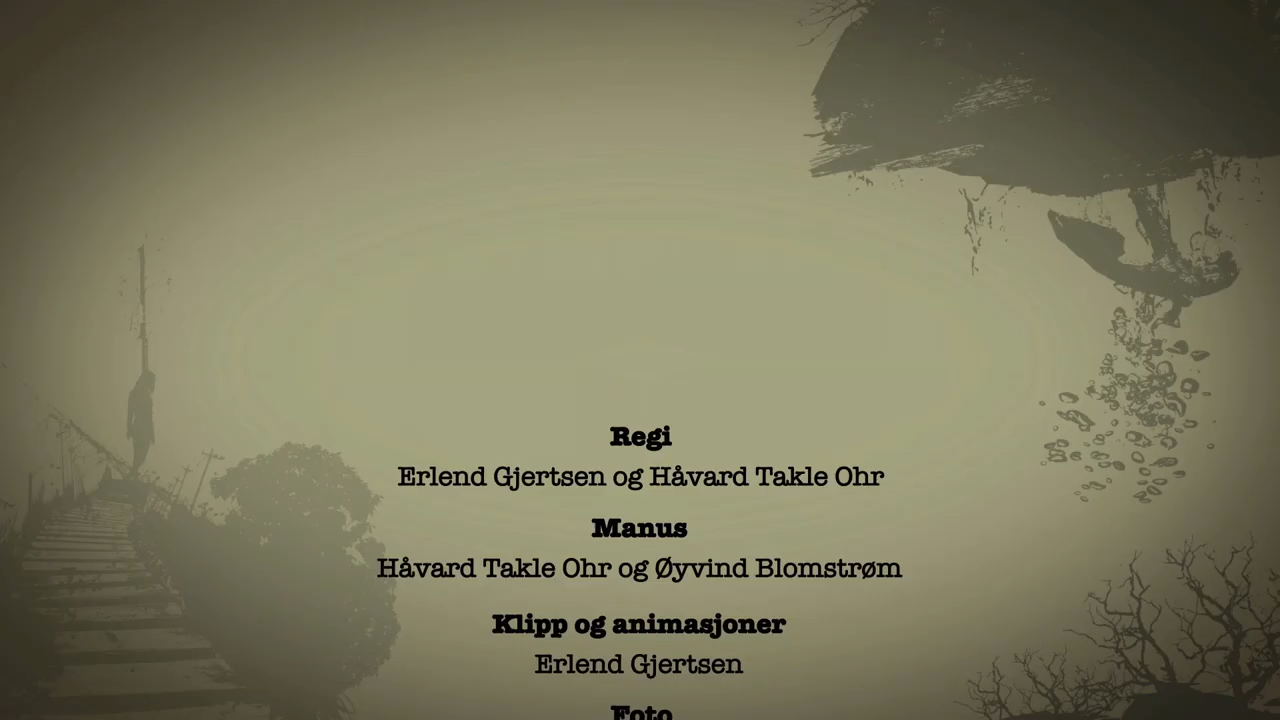 Regi
Erlend Gjertsen og Håvard Takle Ohr
Manus
Håvard Takle Ohr og Øyvind Blomstrøm
Klipp og animasjoner
Erlend Gjertsen
Foto